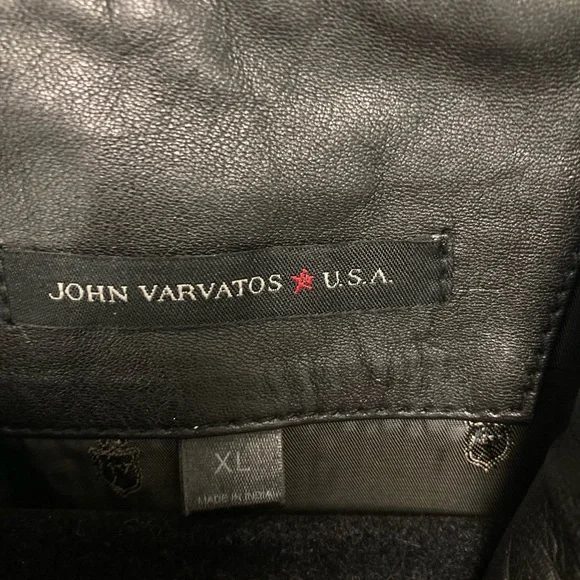 JOHN VARVATOS ★ U.S.A.
XL
MADE IN INDIA